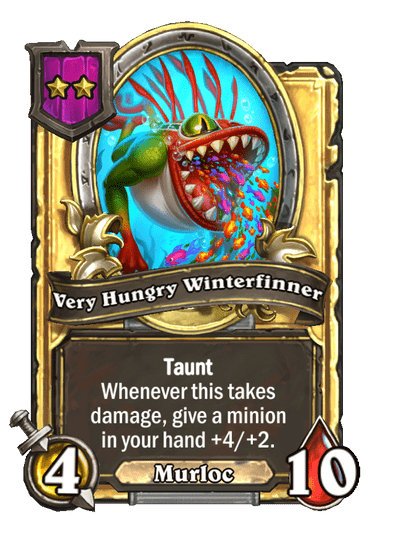 Very Hungry Winterfinner
Taunt
Whenever this takes
damage, give a minion
in your hand +4/+2.
4
Murloc
10